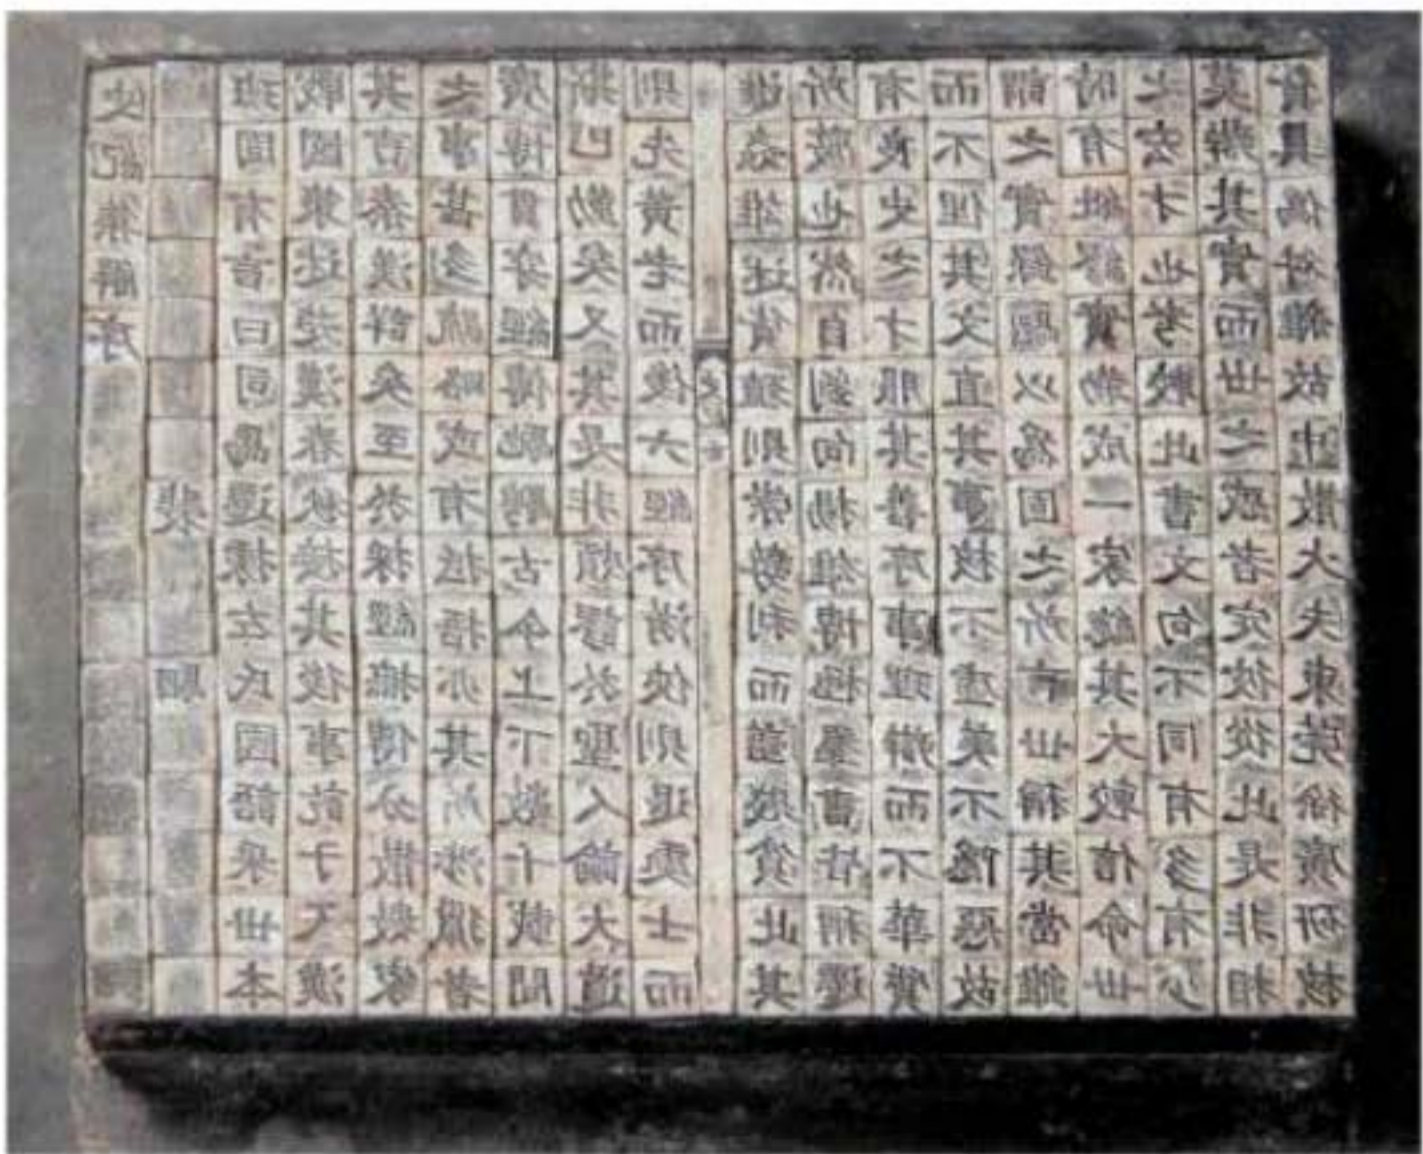 史記集解序
裴駰
班固有言曰司馬遷據左氏國語采世本
戰國策述楚漢春秋接其後事訖于天漢
其言秦漢詳矣至於採經摭傳分散數家
之事甚多疏略或有抵捂亦其所涉獵者
廣博貫穿經傳馳騁古今上下數千載間
斯已勤矣又其是非頗謬於聖人論大道
則先黃老而後六經序游俠則退處士而
進姦雄述貨殖則崇勢利而羞賤貧此其
所蔽也然自劉向揚雄博極羣書皆稱遷
有良史之才服其善序事理辯而不華質
而不俚其文直其事核不虛美不隱惡故
謂之實錄駰以爲固之所言世稱其當雖
時有紕繆實勒成一家總其大較信命世
之宏才也考較此書文句不同有多有少
莫辯其實而世之惑者定彼從此是非相
貿真偽舛雜故中散大夫東莞徐廣研核